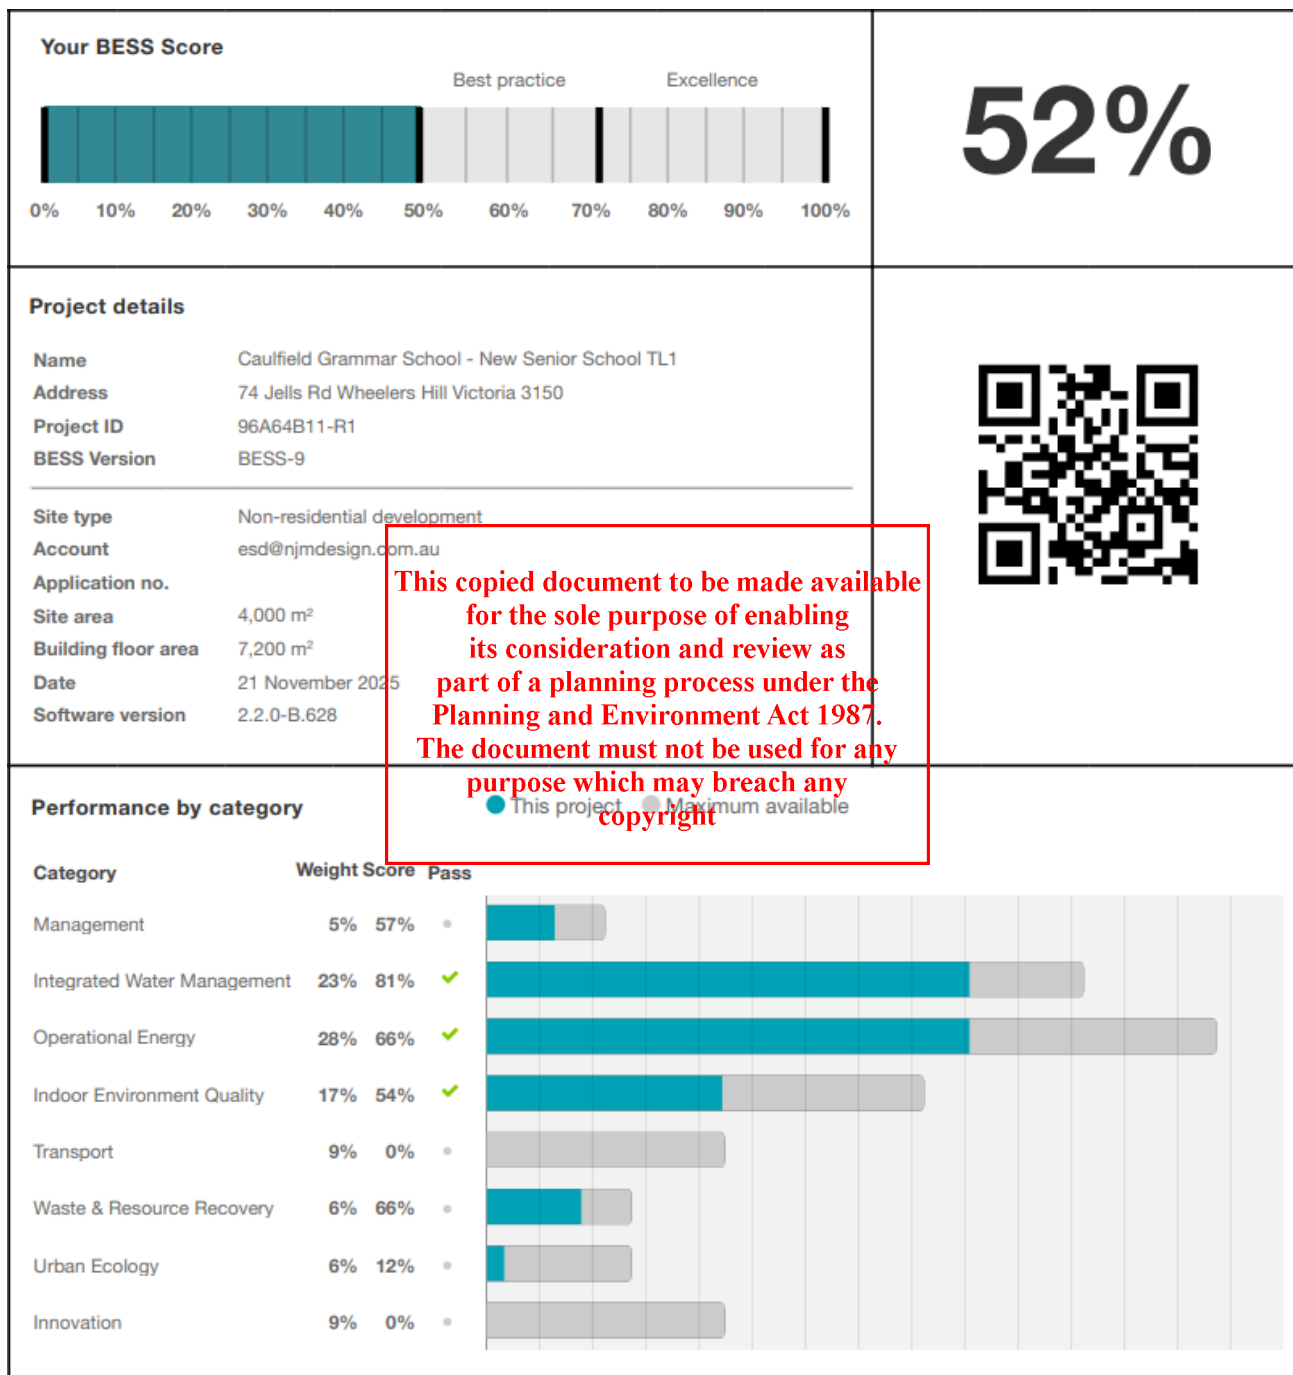 Your BESS Score
Best practice Excellence
52%
0% 10% 20% 30% 40% 50% 60% 70% 80% 90% 100%
Project details
Name Caulfield Grammar School - New Senior School TL1
Address 74 Jells Rd Wheelers Hill Victoria 3150
Project ID 96A64B11-R1
BESS Version BESS-9
Site type Non-residential development
Account esd@njmdesign.com.au
Application no.
Site area 4,000 m²
Building floor area 7,200 m²
Date 21 November 2025
Software version 2.2.0-B.628
This copied document to be made available
for the sole purpose of enabling
its consideration and review as
part of a planning process under the
Planning and Environment Act 1987.
The document must not be used for any
purpose which may breach any
copyright
Performance by category
This project Maximum available
Category Weight Score Pass
Management 5% 57%
Integrated Water Management 23% 81%
Operational Energy 28% 66%
Indoor Environment Quality 17% 54%
Transport 9% 0%
Waste & Resource Recovery 6% 66%
Urban Ecology 6% 12%
Innovation 9% 0%